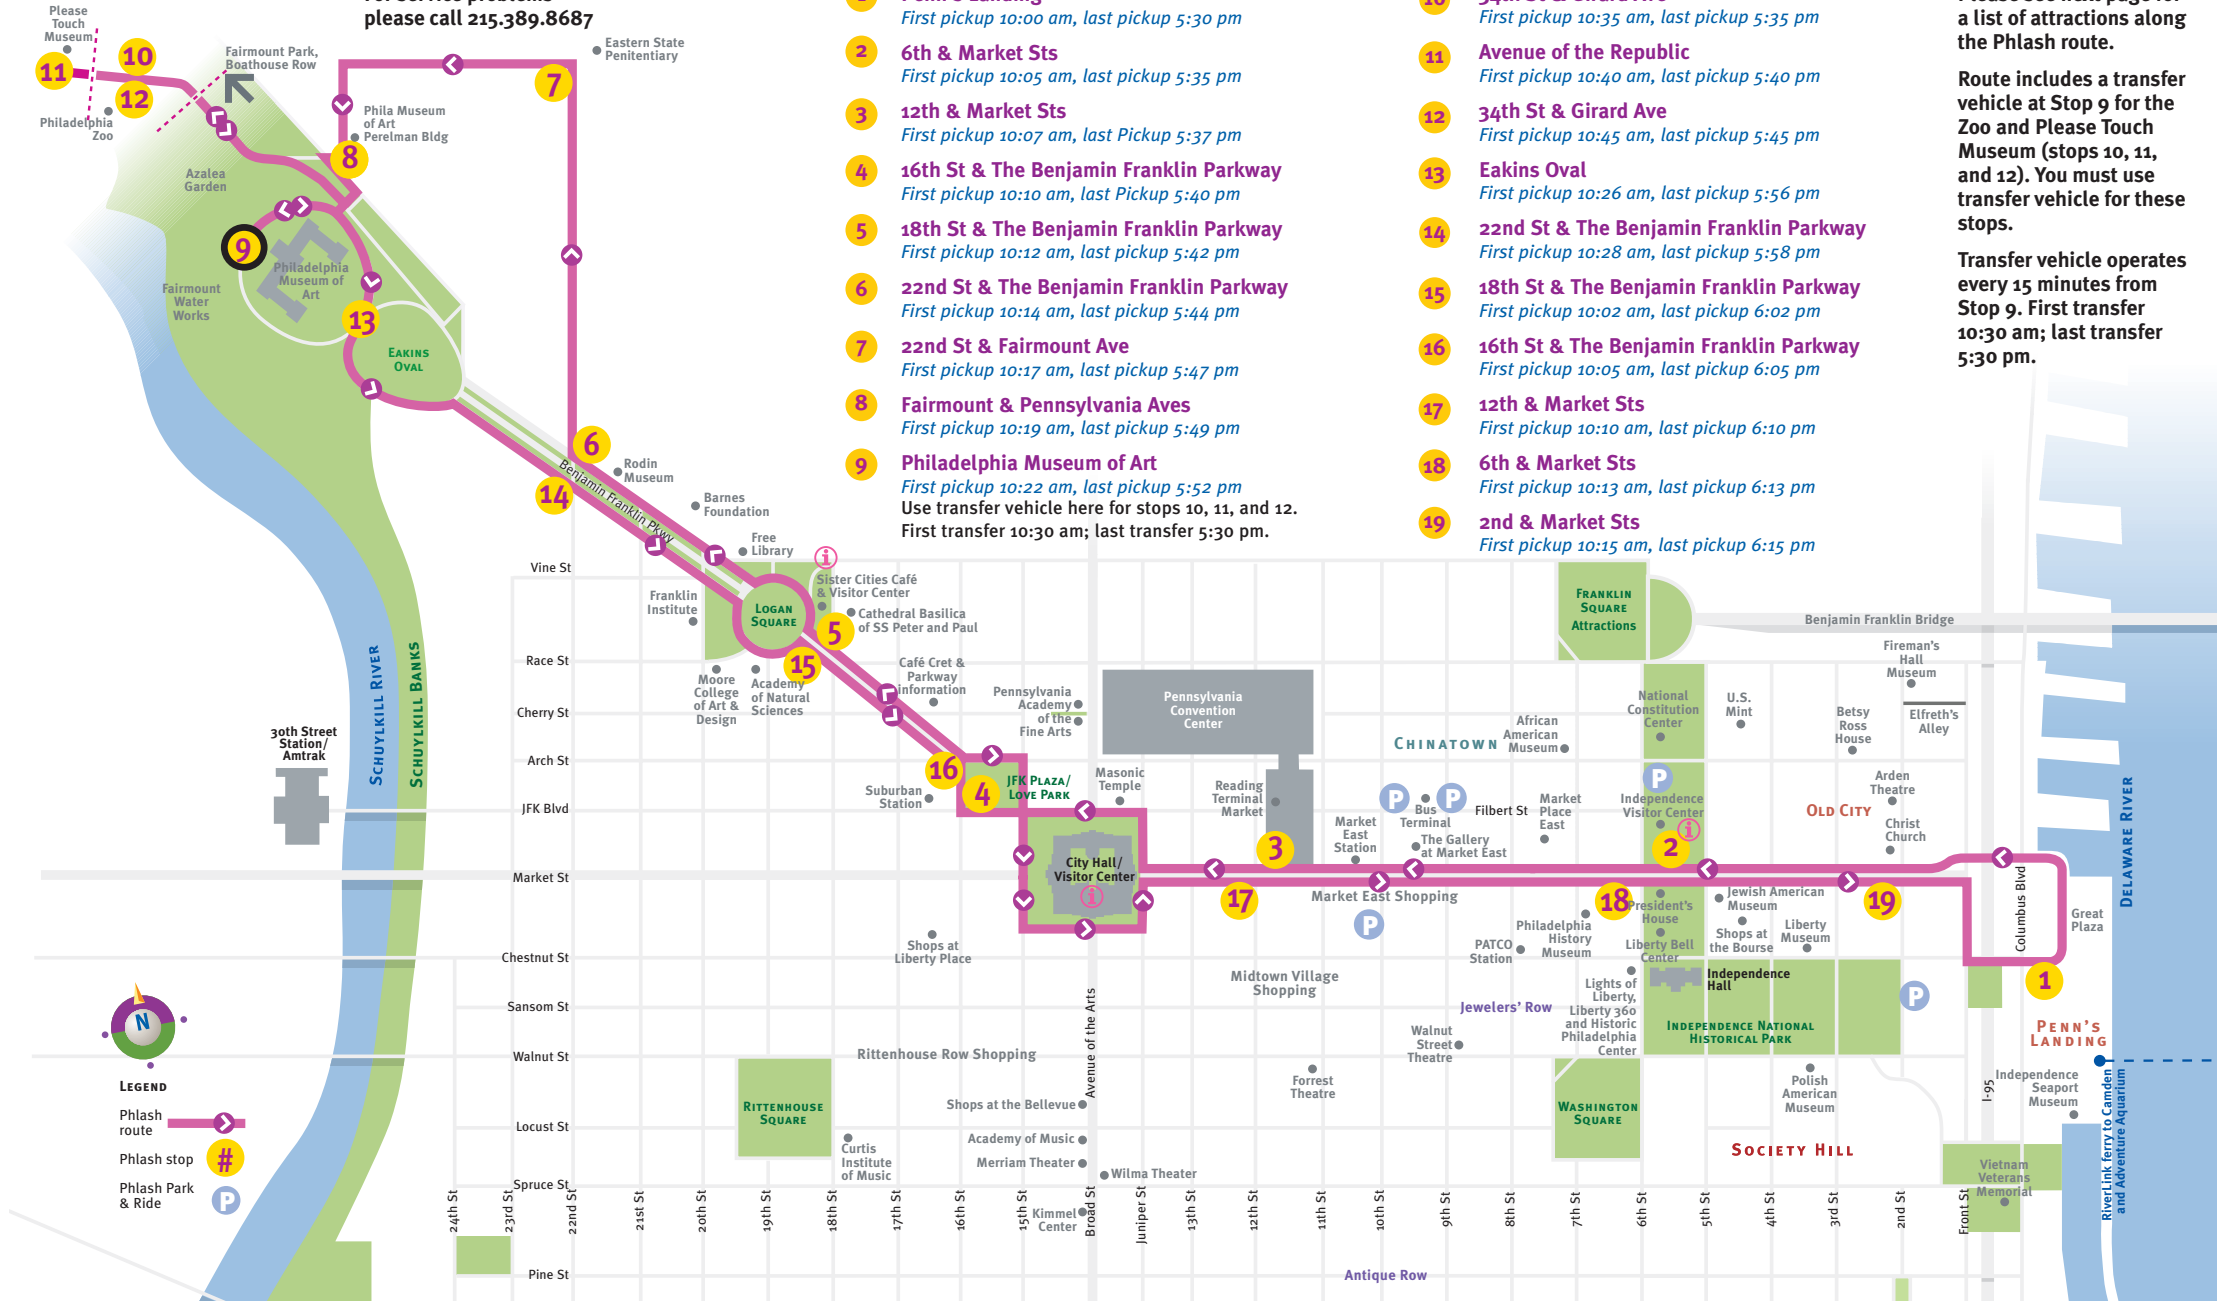 please call 215.389.8687
First pickup 10:00 am, last pickup 5:30 pm
2
6th & Market Sts
First pickup 10:05 am, last pickup 5:35 pm
3
12th & Market Sts
First pickup 10:07 am, last Pickup 5:37 pm
4
16th St & The Benjamin Franklin Parkway
First pickup 10:10 am, last Pickup 5:40 pm
5
18th St & The Benjamin Franklin Parkway
First pickup 10:12 am, last pickup 5:42 pm
6
22nd St & The Benjamin Franklin Parkway
First pickup 10:14 am, last pickup 5:44 pm
7
22nd St & Fairmount Ave
First pickup 10:17 am, last pickup 5:47 pm
8
Fairmount & Pennsylvania Aves
First pickup 10:19 am, last pickup 5:49 pm
9
Philadelphia Museum of Art
First pickup 10:22 am, last pickup 5:52 pm
Use transfer vehicle here for stops 10, 11, and 12.
First transfer 10:30 am; last transfer 5:30 pm.
First pickup 10:35 am, last pickup 5:35 pm
11
Avenue of the Republic
First pickup 10:40 am, last pickup 5:40 pm
12
34th St & Girard Ave
First pickup 10:45 am, last pickup 5:45 pm
13
Eakins Oval
First pickup 10:26 am, last pickup 5:56 pm
14
22nd St & The Benjamin Franklin Parkway
First pickup 10:28 am, last pickup 5:58 pm
15
18th St & The Benjamin Franklin Parkway
First pickup 10:02 am, last pickup 6:02 pm
16
16th St & The Benjamin Franklin Parkway
First pickup 10:05 am, last pickup 6:05 pm
17
12th & Market Sts
First pickup 10:10 am, last pickup 6:10 pm
18
6th & Market Sts
First pickup 10:13 am, last pickup 6:13 pm
19
2nd & Market Sts
First pickup 10:15 am, last pickup 6:15 pm
a list of attractions along
the Phlash route.
Route includes a transfer
vehicle at Stop 9 for the
Zoo and Please Touch
Museum (stops 10, 11,
and 12). You must use
transfer vehicle for these
stops.
Transfer vehicle operates
every 15 minutes from
Stop 9. First transfer
10:30 am; last transfer
5:30 pm.
Please
Touch
Museum
11
10
12
Philadelphia
Zoo
Fairmount Park,
Boathouse Row
Eastern State
Penitentiary
7
Phila Museum
of Art
Perelman Bldg
8
Azalea
Garden
9
Philadelphia
Museum of
Art
Fairmount
Water
Works
13
Eakins
Oval
6
14
Benjamin Franklin Pkwy
Rodin
Museum
Barnes
Foundation
Free
Library
i
Sister Cities Café
& Visitor Center
Cathedral Basilica
of SS Peter and Paul
Franklin
Institute
Logan
Square
5
15
Moore
College
of Art &
Design
Academy
of Natural
Sciences
Café Cret &
Parkway
information
Pennsylvania
Academy
of the
Fine Arts
Pennsylvania
Convention
Center
16
4
JFK Plaza/
Love Park
Suburban
Station
Masonic
Temple
Reading
Terminal
Market
3
City Hall/
Visitor Center
i
17
Market East Shopping
P
Market
East
Station
P
Bus
Terminal
P
The Gallery
at Market East
Filbert St
Market
Place
East
Chinatown
African
American
Museum
Franklin
Square
Attractions
Benjamin Franklin Bridge
National
Constitution
Center
U.S.
Mint
Fireman's
Hall
Museum
Betsy
Ross
House
Elfreth's
Alley
P
Independence
Visitor Center
i
2
Old City
Arden
Theatre
Christ
Church
18
President's
House
Liberty Bell
Center
Jewish American
Museum
Shops at
the Bourse
Liberty
Museum
19
Columbus Blvd
Great
Plaza
1
Delaware River
Philadelphia
History
Museum
PATCO
Station
Lights of
Liberty,
Liberty 360
and Historic
Philadelphia
Center
Independence
Hall
Independence National
Historical Park
P
Penn's
Landing
Shops at
Liberty Place
Midtown Village
Shopping
Jewelers' Row
Walnut
Street
Theatre
Forrest
Theatre
Rittenhouse Row Shopping
Rittenhouse
Square
Avenue of the Arts
Shops at the Bellevue
Academy of Music
Merriam Theater
Wilma Theater
Kimmel
Center
Curtis
Institute
of Music
Washington
Square
Polish
American
Museum
Society Hill
I-95
Independence
Seaport
Museum
RiverLink ferry to Camden
and Adventure Aquarium
Vietnam
Veterans
Memorial
Antique Row
Schuylkill River
Schuylkill Banks
30th Street
Station/
Amtrak
Vine St
Race St
Cherry St
Arch St
JFK Blvd
Market St
Chestnut St
Sansom St
Walnut St
Locust St
Spruce St
Pine St
24th St
23rd St
22nd St
21st St
20th St
19th St
18th St
17th St
16th St
15th St
Broad St
Juniper St
13th St
12th St
11th St
10th St
9th St
8th St
7th St
6th St
5th St
4th St
3rd St
2nd St
Front St
N
Legend
Phlash
route
Phlash stop
#
Phlash Park
& Ride
P